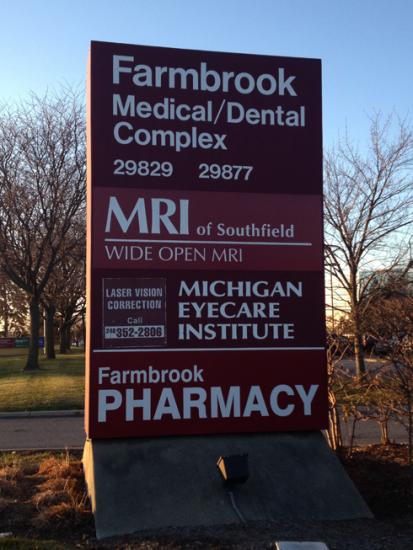 Farmbrook
Medical/Dental
Complex
29829 29877
MRI of Southfield
WIDE OPEN MRI
LASER VISION
CORRECTION
Call
248 352-2806
MICHIGAN
EYECARE
INSTITUTE
Farmbrook
PHARMACY